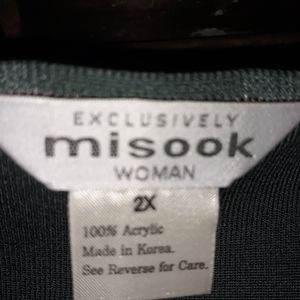 EXCLUSIVELY
misook
WOMAN
2X
100% Acrylic
Made in Korea.
See Reverse for Care.